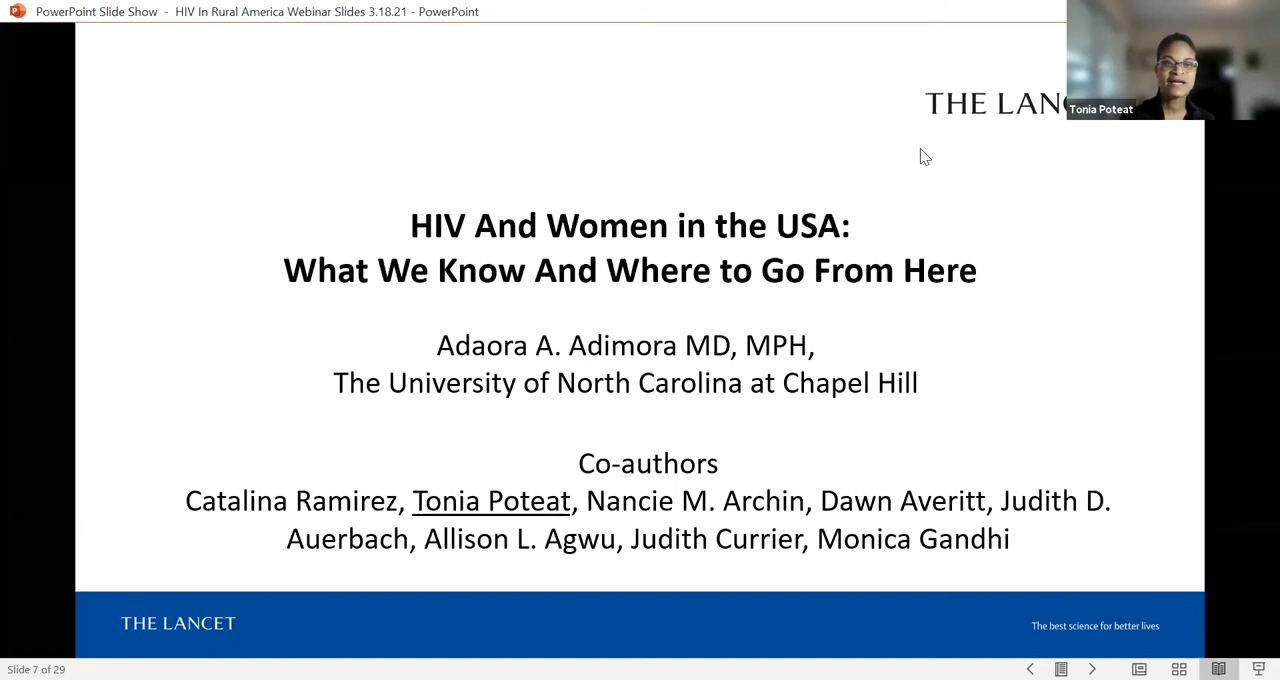 PowerPoint Slide Show - HIV In Rural America Webinar Slides 3.18.21 - PowerPoint
THE LAN
Tonia Poteat
HIV And Women in the USA:
What We Know And Where to Go From Here
Adaora A. Adimora MD, MPH,
The University of North Carolina at Chapel Hill
Co-authors
Catalina Ramirez, Tonia Poteat, Nancie M. Archin, Dawn Averitt, Judith D.
Auerbach, Allison L. Agwu, Judith Currier, Monica Gandhi
THE LANCET
The best science for better lives
Slide 7 of 29